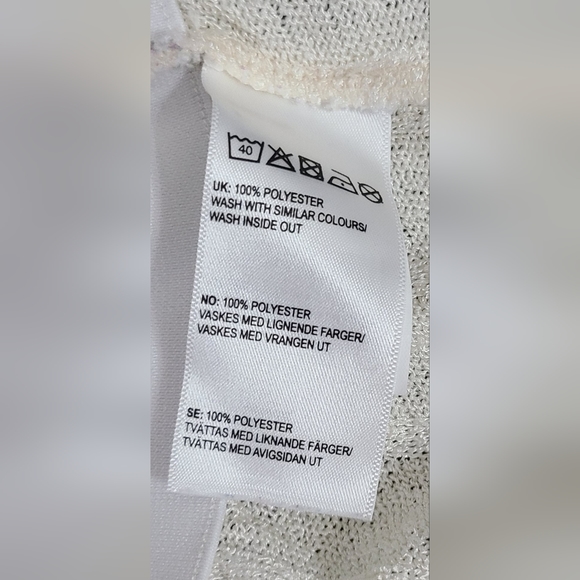 40
UK: 100% POLYESTER
WASH WITH SIMILAR COLOURS/
WASH INSIDE OUT
NO: 100% POLYESTER
VASKES MED LIGNENDE FARGER/
VASKES MED VRANGEN UT
SE: 100% POLYESTER
TVÄTTAS MED LIKNANDE FÄRGER/
TVÄTTAS MED AVIGSIDAN UT